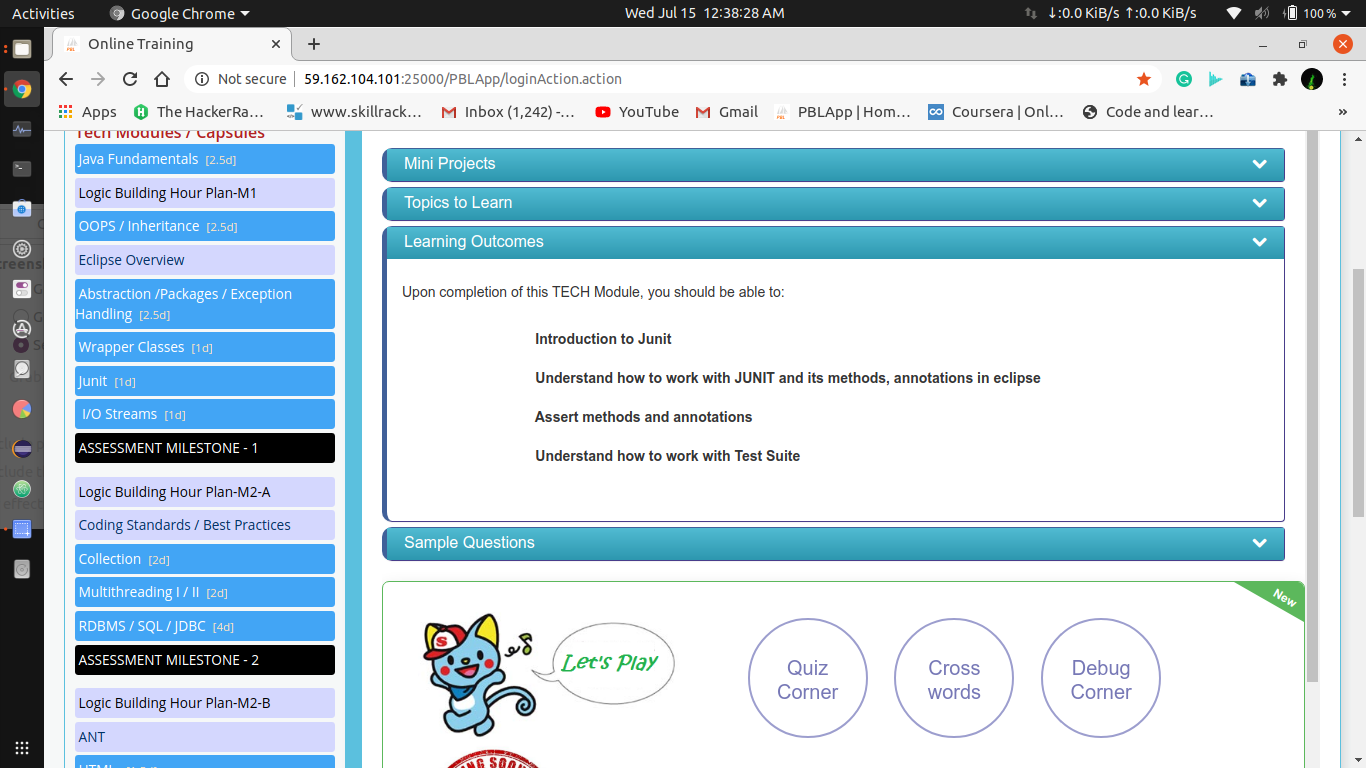 Activities
Google Chrome
Wed Jul 15 12:38:28 AM
↓:0.0 KiB/s ↑:0.0 KiB/s
100 %
Online Training
Not secure
59.162.104.101:25000/PBLApp/loginAction.action
Apps
The HackerRa…
www.skillrack…
Inbox (1,242) -…
YouTube
Gmail
PBLApp | Hom…
Coursera | Onl…
Code and lear…
»
Tech Modules / Capsules
Java Fundamentals [2.5d]
Logic Building Hour Plan-M1
OOPS / Inheritance [2.5d]
Eclipse Overview
Abstraction /Packages / Exception
Handling [2.5d]
Wrapper Classes [1d]
Junit [1d]
I/O Streams [1d]
ASSESSMENT MILESTONE - 1
Logic Building Hour Plan-M2-A
Coding Standards / Best Practices
Collection [2d]
Multithreading I / II [2d]
RDBMS / SQL / JDBC [4d]
ASSESSMENT MILESTONE - 2
Logic Building Hour Plan-M2-B
ANT
Mini Projects
Topics to Learn
Learning Outcomes
Upon completion of this TECH Module, you should be able to:
Introduction to Junit
Understand how to work with JUNIT and its methods, annotations in eclipse
Assert methods and annotations
Understand how to work with Test Suite
Sample Questions
New
S
Let's Play
Quiz
Corner
Cross
words
Debug
Corner